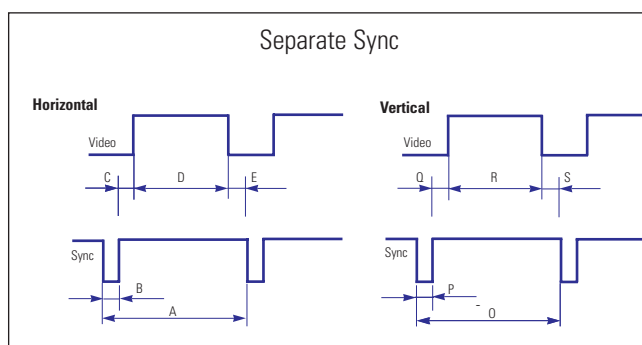 Separate Sync
Horizontal
Vertical
Video
Video
C D E
Q R S
Sync
Sync
B
P
A
O